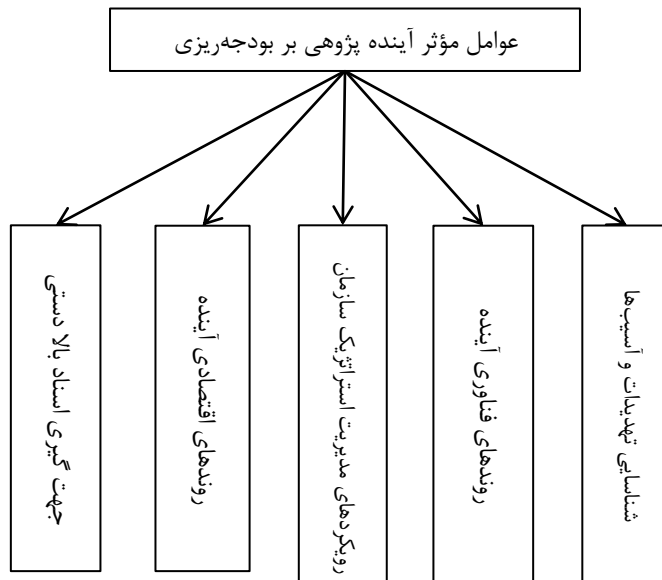 عوامل مؤثر آینده پژوهی بر بودجه‌ریزی
شناسایی تهدیدات و آسیب‌ها
روندهای فناوری آینده
رویکردهای مدیریت استراتژیک سازمان
روندهای اقتصادی آینده
جهت گیری اسناد بالا دستی